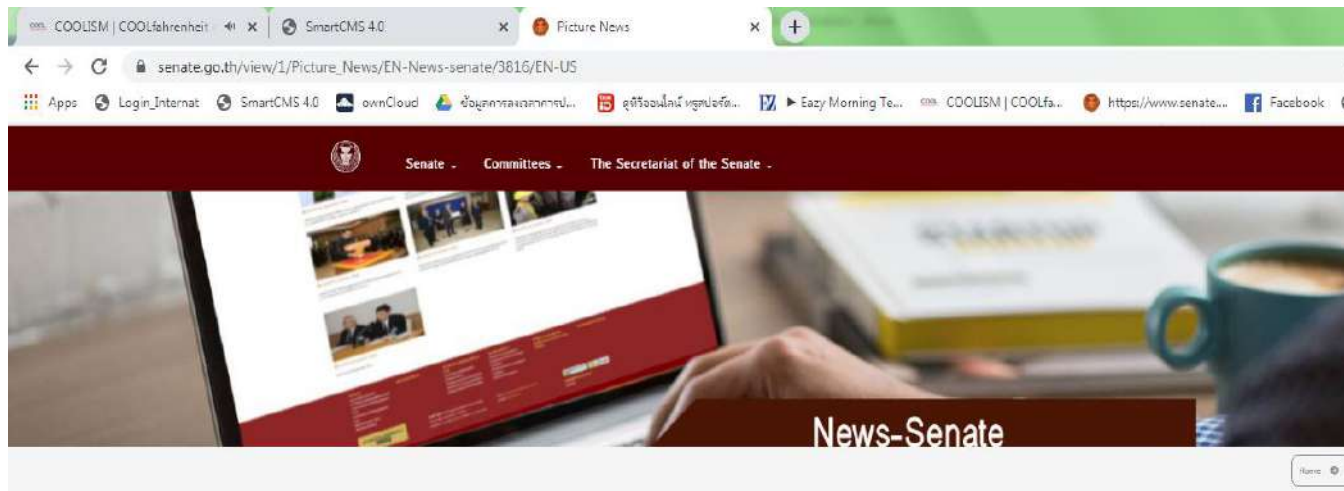 COOLISM | COOLfahrenheit
SmartCMS 4.0
Picture News
senate.go.th/view/1/Picture_News/EN-News-senate/3816/EN-US
Apps Login_Internat SmartCMS 4.0 ownCloud ► Eazy Morning Te... COOLISM | COOLfa... https://www.senate.... Facebook
Senate Committees The Secretariat of the Senate
News-Senate
Home